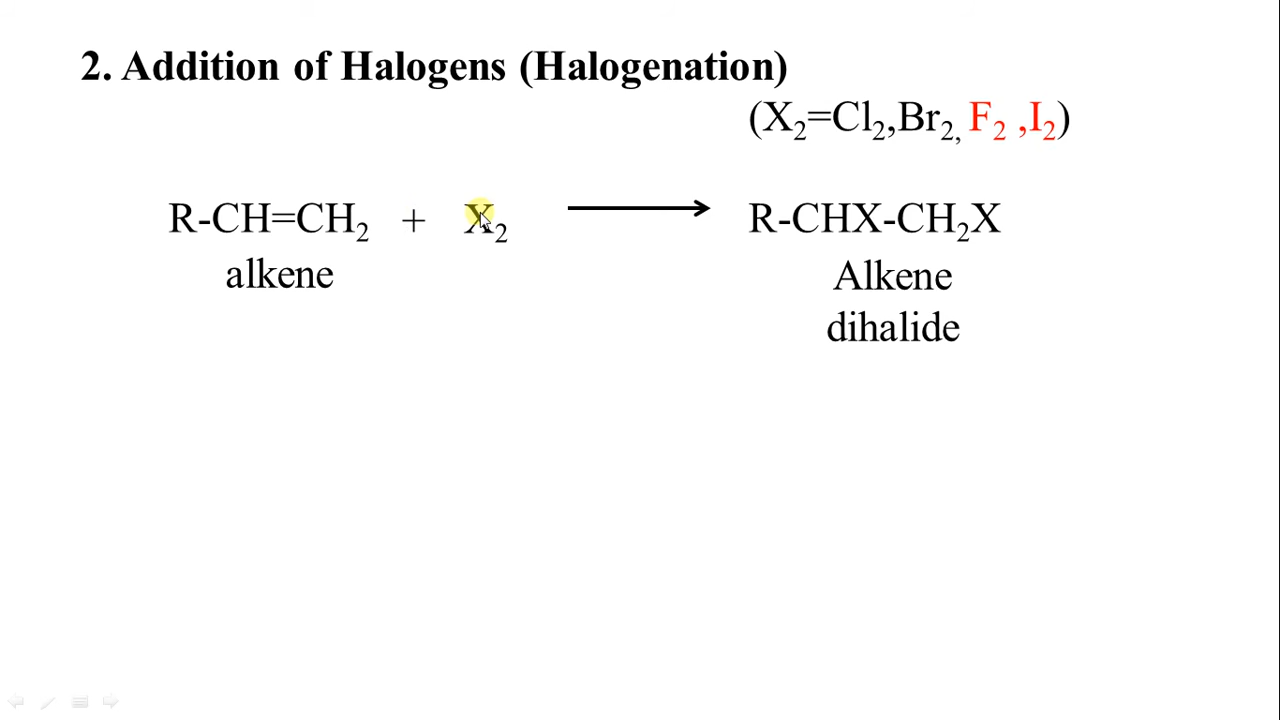 2. Addition of Halogens (Halogenation)
(X₂=Cl₂,Br₂, F₂ ,I₂)
R-CH=CH₂ + X₂ ⟶ R-CHX-CH₂X
alkene Alkene
dihalide